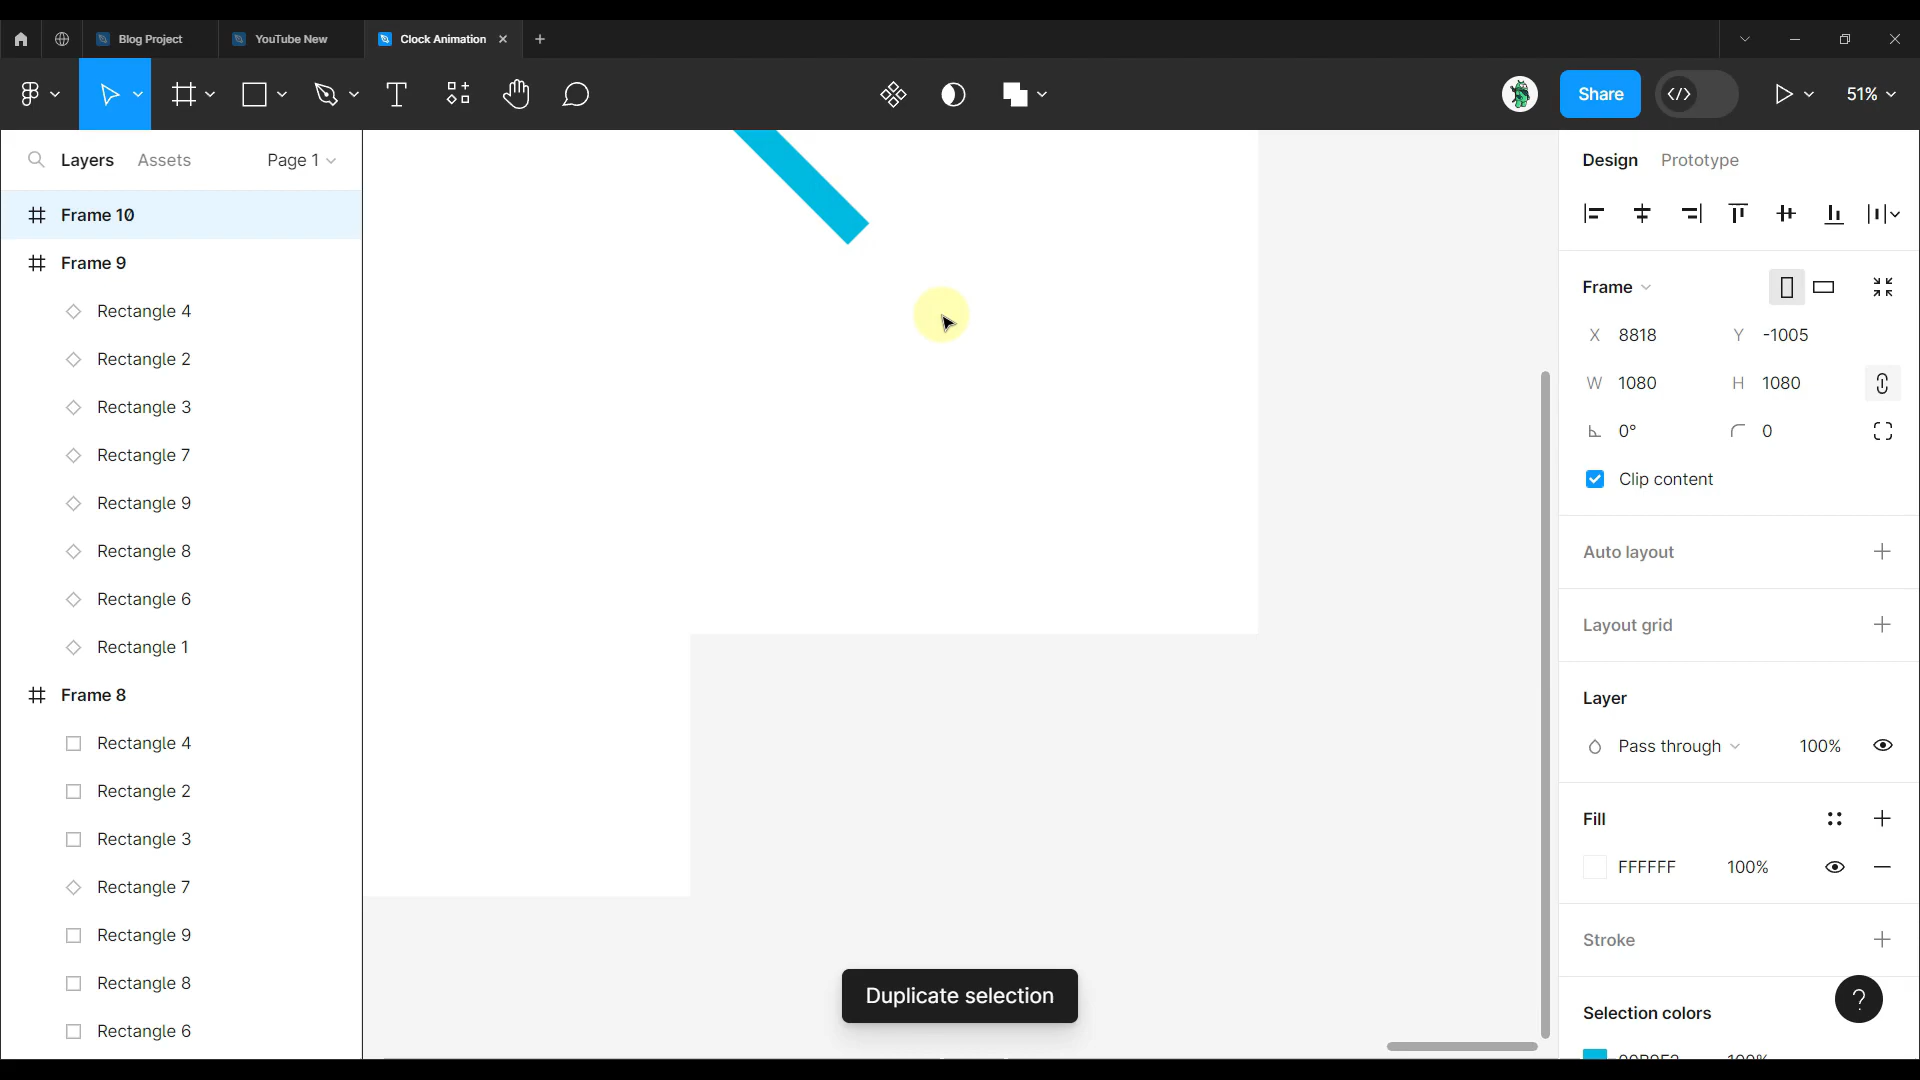 Blog Project
YouTube New
Clock Animation
Share
51%
Layers
Assets
Page 1
Frame 10
Frame 9
Rectangle 4
Rectangle 2
Rectangle 3
Rectangle 7
Rectangle 9
Rectangle 8
Rectangle 6
Rectangle 1
Frame 8
Rectangle 4
Rectangle 2
Rectangle 3
Rectangle 7
Rectangle 9
Rectangle 8
Rectangle 6
Duplicate selection
Design
Prototype
Frame
X 8818 Y -1005
W 1080 H 1080
0° 0
Clip content
Auto layout
Layout grid
Layer
Pass through 100%
Fill
FFFFFF 100%
Stroke
?
Selection colors
100%